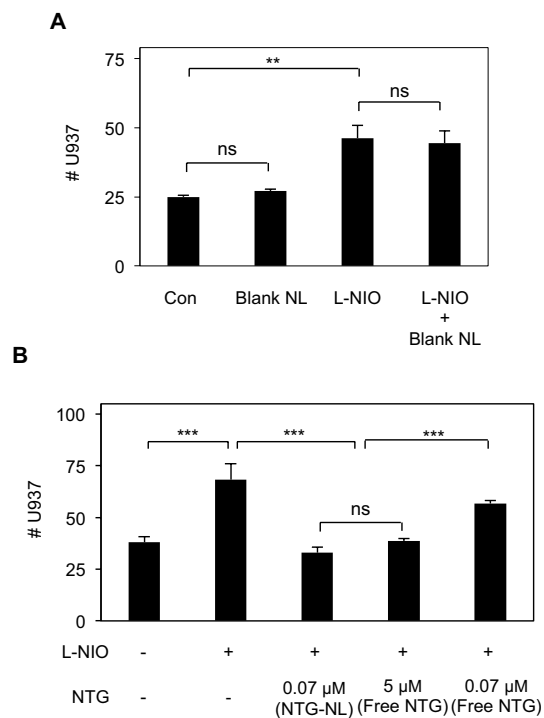 A
75
50
25
0
# U937
**
ns
ns
Con Blank NL L-NIO L-NIO
+
Blank NL
B
100
75
50
25
0
# U937
*** *** ***
ns
L-NIO - + + + +
NTG - - 0.07 µM 5 µM 0.07 µM
(NTG-NL) (Free NTG) (Free NTG)